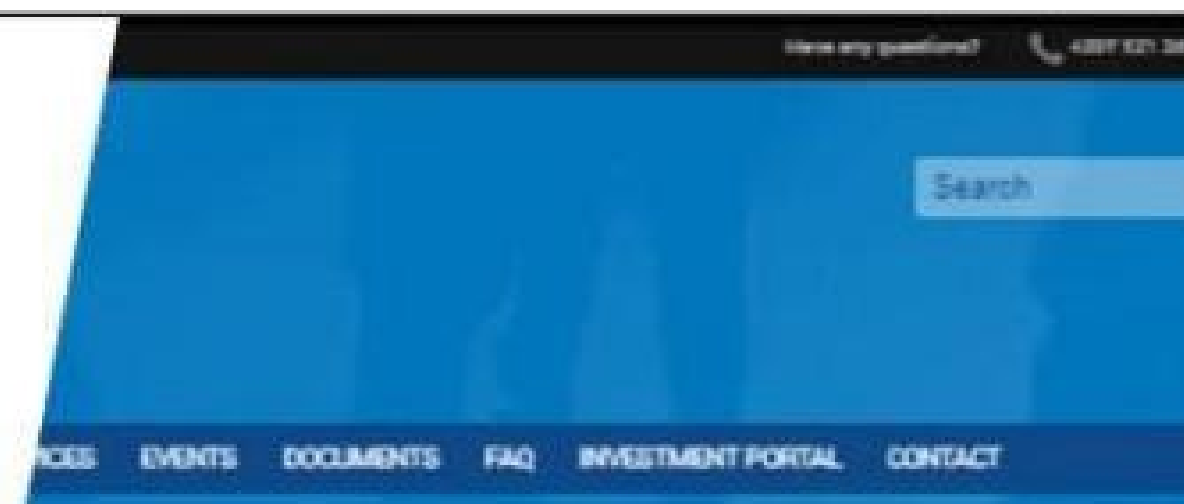 Have any questions?
Search
EVENTS DOCUMENTS FAQ INVESTMENT PORTAL CONTACT